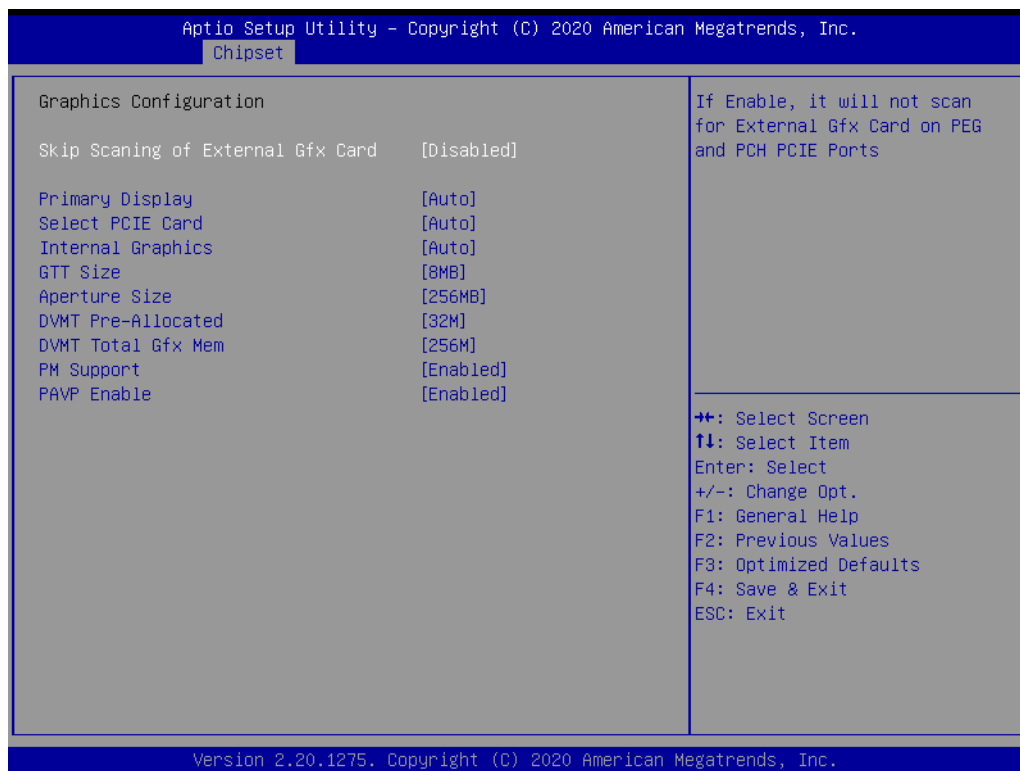 Aptio Setup Utility – Copyright (C) 2020 American Megatrends, Inc.
Chipset
Graphics Configuration
Skip Scaning of External Gfx Card [Disabled]
Primary Display [Auto]
Select PCIE Card [Auto]
Internal Graphics [Auto]
GTT Size [8MB]
Aperture Size [256MB]
DVMT Pre-Allocated [32M]
DVMT Total Gfx Mem [256M]
PM Support [Enabled]
PAVP Enable [Enabled]
If Enable, it will not scan
for External Gfx Card on PEG
and PCH PCIE Ports
→←: Select Screen
↑↓: Select Item
Enter: Select
+/-: Change Opt.
F1: General Help
F2: Previous Values
F3: Optimized Defaults
F4: Save & Exit
ESC: Exit
Version 2.20.1275. Copyright (C) 2020 American Megatrends, Inc.